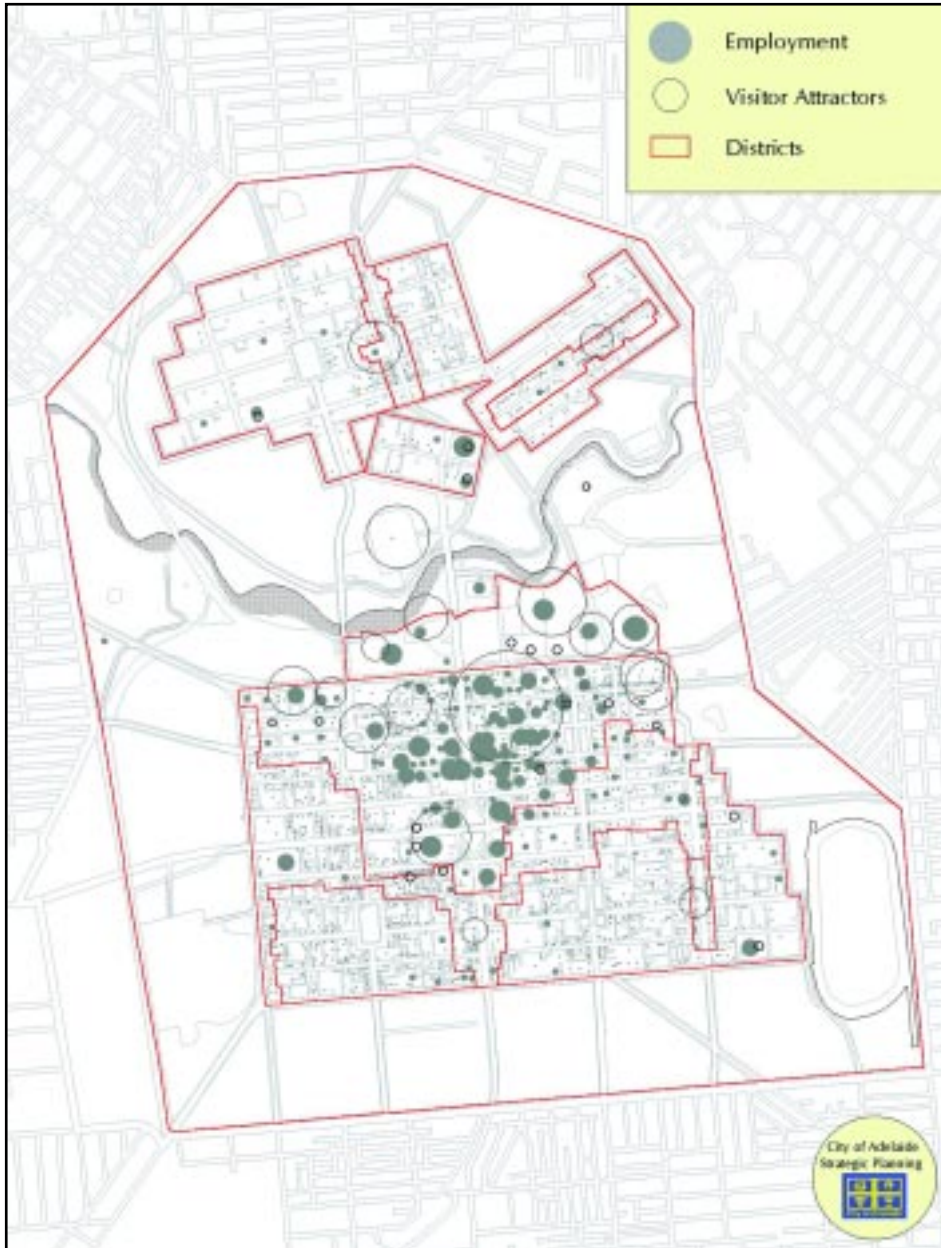 Employment
Visitor Attractors
Districts
City of Adelaide
Strategic Planning